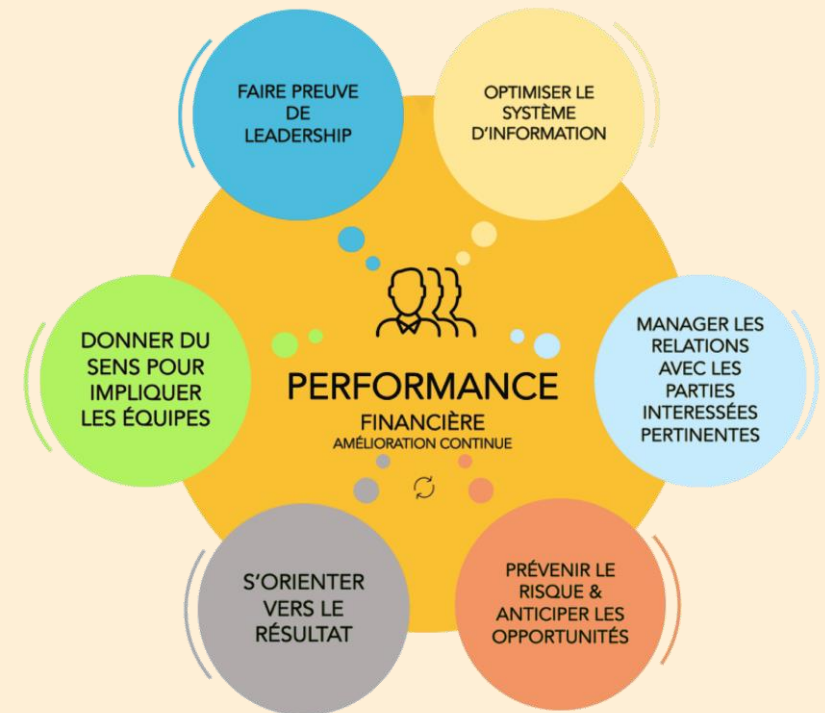 FAIRE PREUVE
DE
LEADERSHIP
OPTIMISER LE
SYSTÈME
D'INFORMATION
DONNER DU
SENS POUR
IMPLIQUER
LES ÉQUIPES
PERFORMANCE
FINANCIÈRE
AMÉLIORATION CONTINUE
MANAGER LES
RELATIONS
AVEC LES
PARTIES
INTERESSÉES
PERTINENTES
S'ORIENTER
VERS LE
RÉSULTAT
PRÉVENIR LE
RISQUE &
ANTICIPER LES
OPPORTUNITÉS